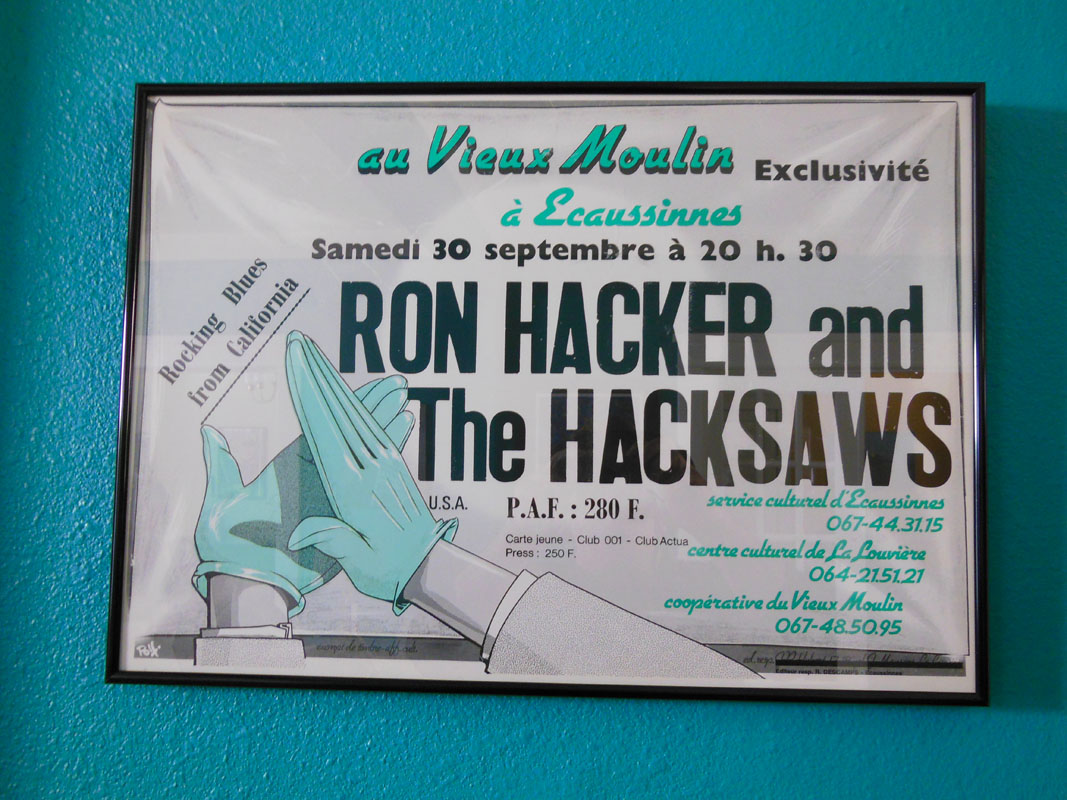 au Vieux Moulin
Exclusivité
à Ecaussinnes
Samedi 30 septembre à 20 h. 30
Rocking Blues
from California
RON HACKER and
The HACKSAWS
U.S.A.
P.A.F. : 280 F.
Carte jeune - Club 001 - Club Actua
Press : 250 F.
service culturel d'Ecaussinnes
067-44.31.15
centre culturel de La Louvière
064-21.51.21
coopérative du Vieux Moulin
067-48.50.95